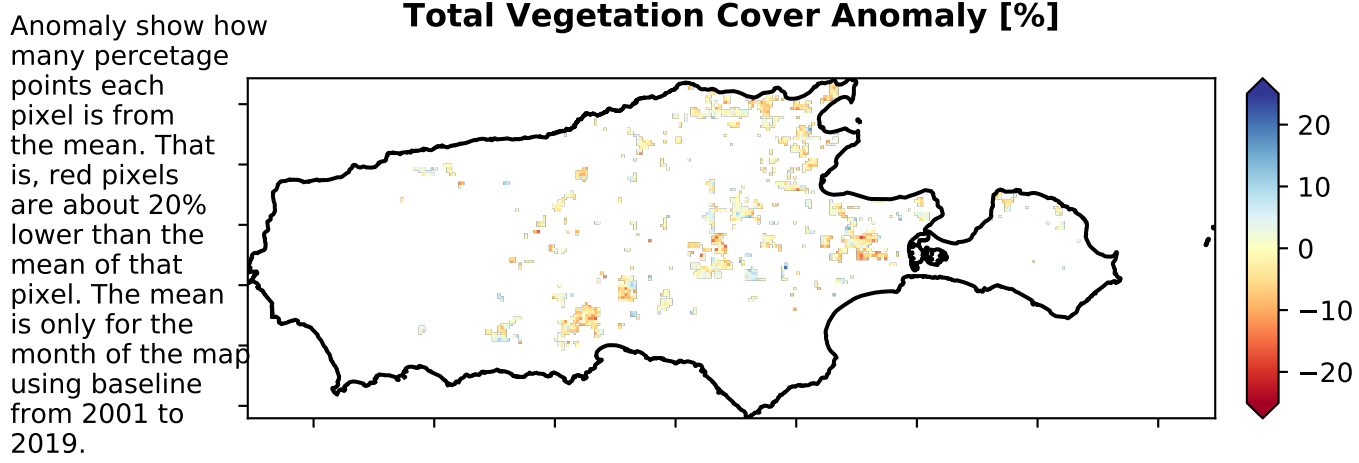 Total Vegetation Cover Anomaly [%]
Anomaly show how
many percetage
points each
pixel is from
the mean. That
is, red pixels
are about 20%
lower than the
mean of that
pixel. The mean
is only for the
month of the map
using baseline
from 2001 to
2019.
20
10
0
−10
−20